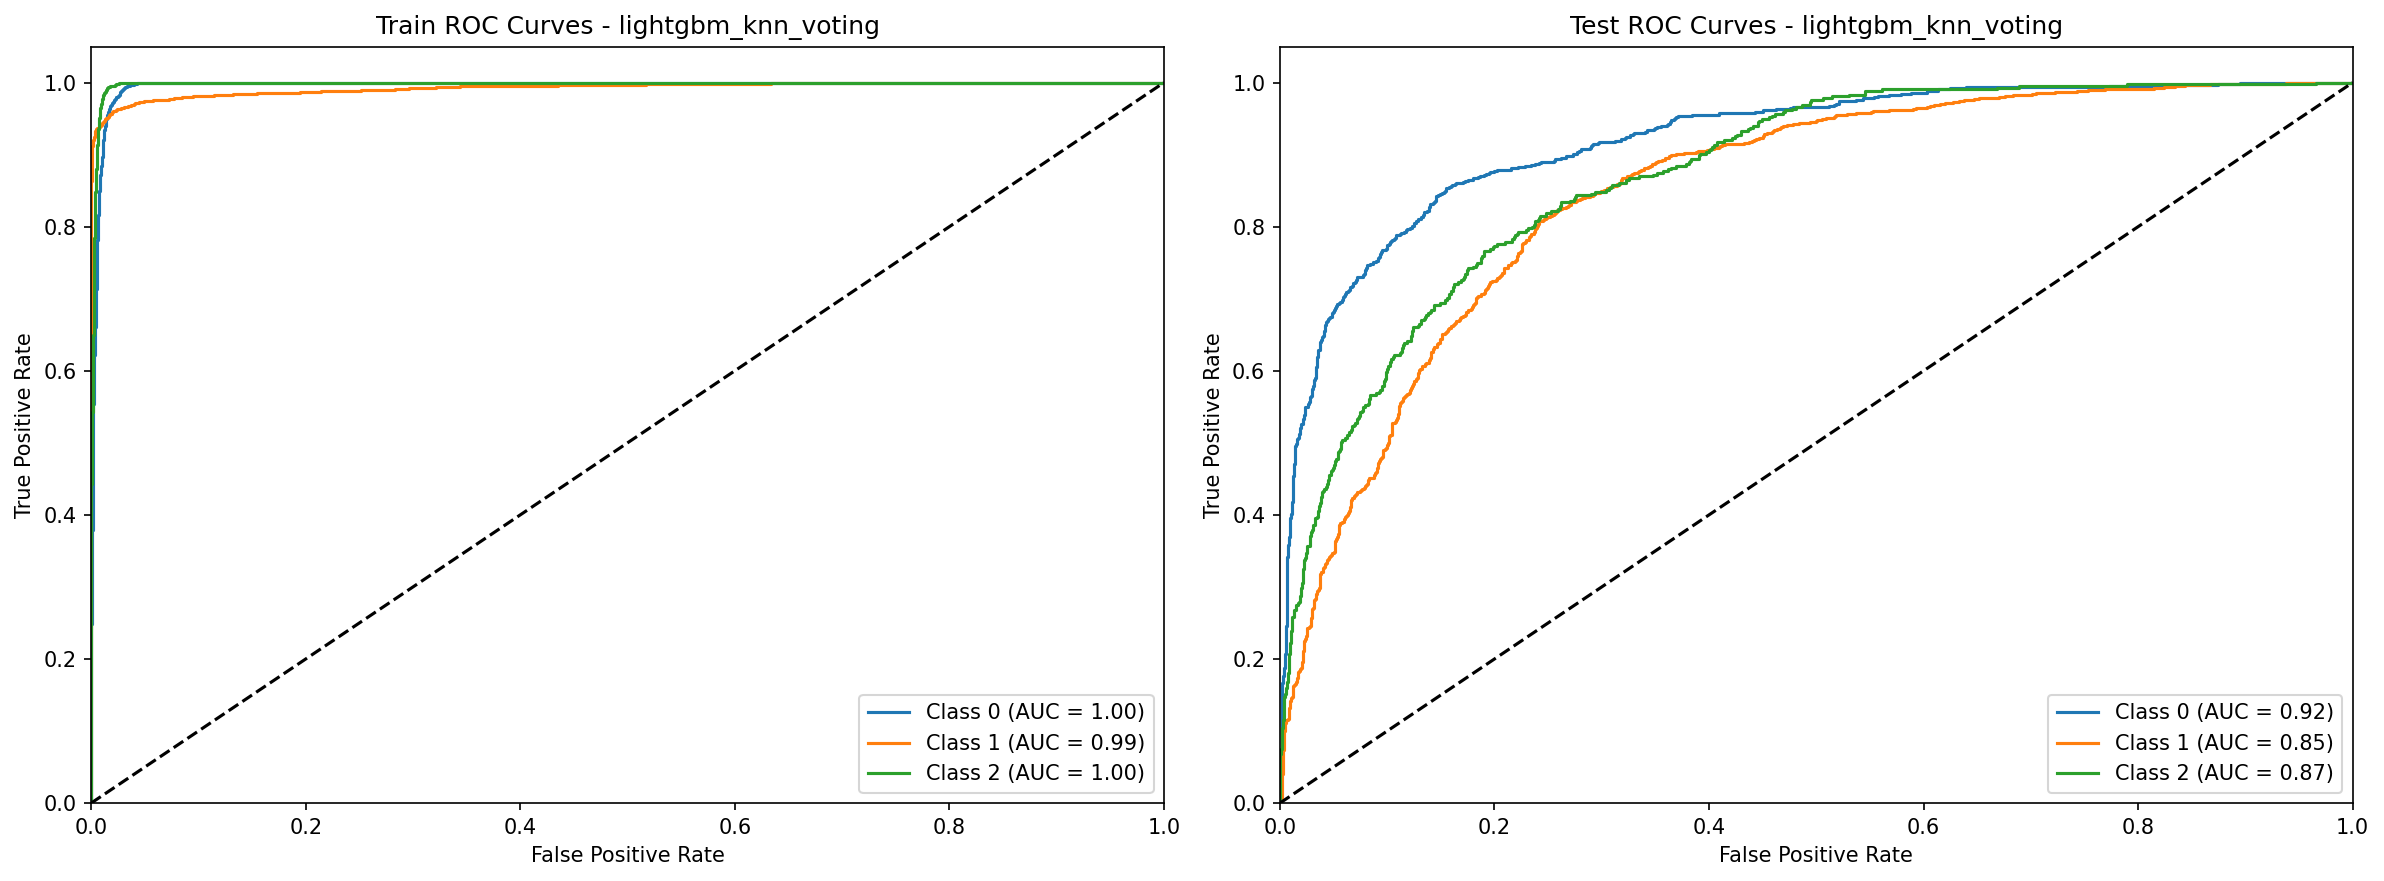 Train ROC Curves - lightgbm_knn_voting
1.0
0.8
0.6
0.4
0.2
0.0
True Positive Rate
0.0 0.2 0.4 0.6 0.8 1.0
False Positive Rate
Class 0 (AUC = 1.00)
Class 1 (AUC = 0.99)
Class 2 (AUC = 1.00)
Test ROC Curves - lightgbm_knn_voting
1.0
0.8
0.6
0.4
0.2
0.0
True Positive Rate
0.0 0.2 0.4 0.6 0.8 1.0
False Positive Rate
Class 0 (AUC = 0.92)
Class 1 (AUC = 0.85)
Class 2 (AUC = 0.87)